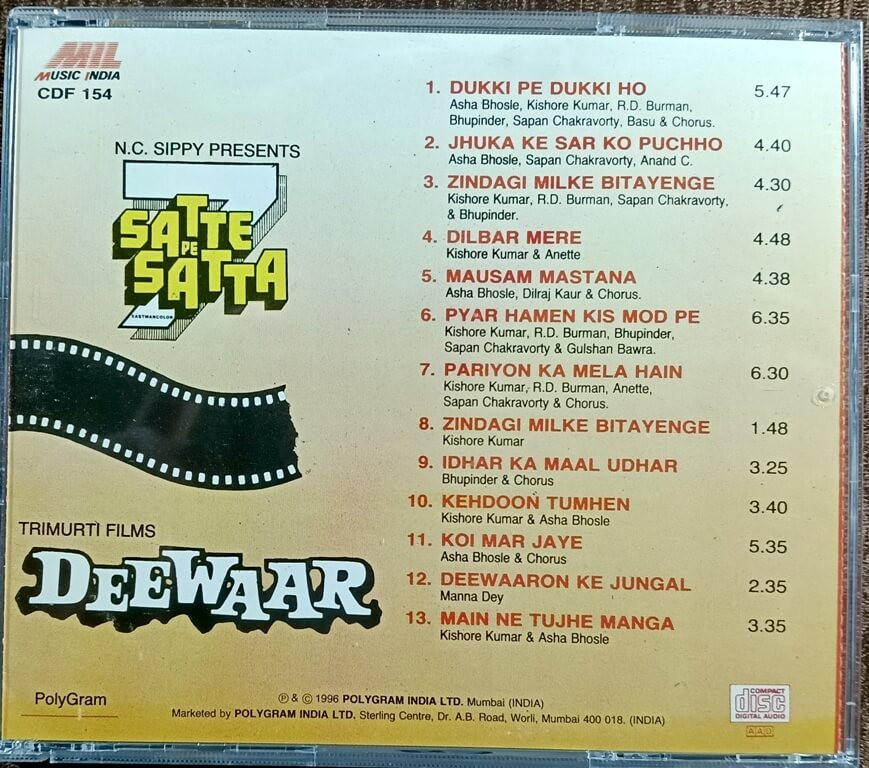 MIL
MUSIC INDIA
CDF 154
N.C. SIPPY PRESENTS
7
SATTE
PE
SATTA
EASTMANCOLOR
TRIMURTI FILMS
DEEWAAR
1. DUKKI PE DUKKI HO 5.47
Asha Bhosle, Kishore Kumar, R.D. Burman,
Bhupinder, Sapan Chakravorty, Basu & Chorus.
2. JHUKA KE SAR KO PUCHHO 4.40
Asha Bhosle, Sapan Chakravorty, Anand C.
3. ZINDAGI MILKE BITAYENGE 4.30
Kishore Kumar, R.D. Burman, Sapan Chakravorty,
& Bhupinder.
4. DILBAR MERE 4.48
Kishore Kumar & Anette
5. MAUSAM MASTANA 4.38
Asha Bhosle, Dilraj Kaur & Chorus.
6. PYAR HAMEN KIS MOD PE 6.35
Kishore Kumar, R.D. Burman, Bhupinder,
Sapan Chakravorty & Gulshan Bawra.
7. PARIYON KA MELA HAIN 6.30
Kishore Kumar, R.D. Burman, Anette,
Sapan Chakravorty & Chorus.
8. ZINDAGI MILKE BITAYENGE 1.48
Kishore Kumar
9. IDHAR KA MAAL UDHAR 3.25
Bhupinder & Chorus
10. KEHDOON TUMHEN 3.40
Kishore Kumar & Asha Bhosle
11. KOI MAR JAYE 5.35
Asha Bhosle & Chorus
12. DEEWAARON KE JUNGAL 2.35
Manna Dey
13. MAIN NE TUJHE MANGA 3.35
Kishore Kumar & Asha Bhosle
PolyGram
℗ & © 1996 POLYGRAM INDIA LTD. Mumbai (INDIA)
Marketed by POLYGRAM INDIA LTD. Sterling Centre, Dr. A.B. Road, Worli, Mumbai 400 018. (INDIA)
COMPACT
disc
DIGITAL AUDIO
AAD